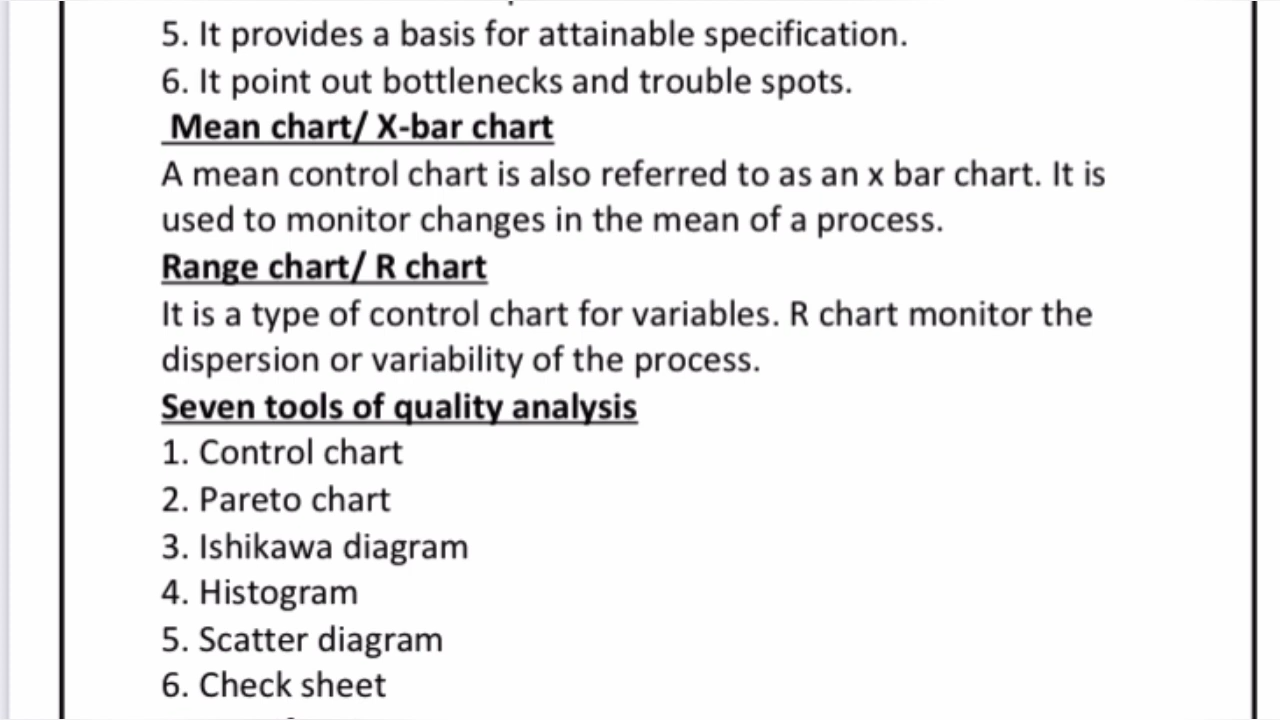 5. It provides a basis for attainable specification.
6. It point out bottlenecks and trouble spots.
Mean chart/ X-bar chart
A mean control chart is also referred to as an x bar chart. It is
used to monitor changes in the mean of a process.
Range chart/ R chart
It is a type of control chart for variables. R chart monitor the
dispersion or variability of the process.
Seven tools of quality analysis
1. Control chart
2. Pareto chart
3. Ishikawa diagram
4. Histogram
5. Scatter diagram
6. Check sheet